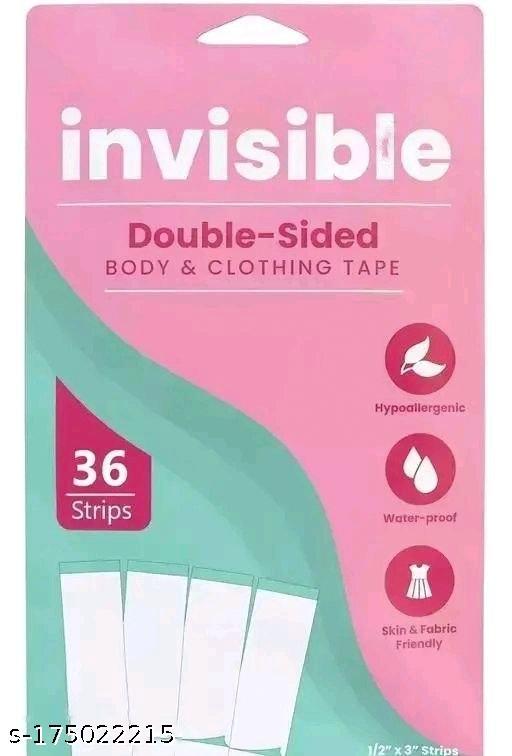 invisible
Double-Sided
BODY & CLOTHING TAPE
Hypoallergenic
36
Strips
Water-proof
Skin & Fabric
Friendly
s-175022215
1/2" x 3" Strips